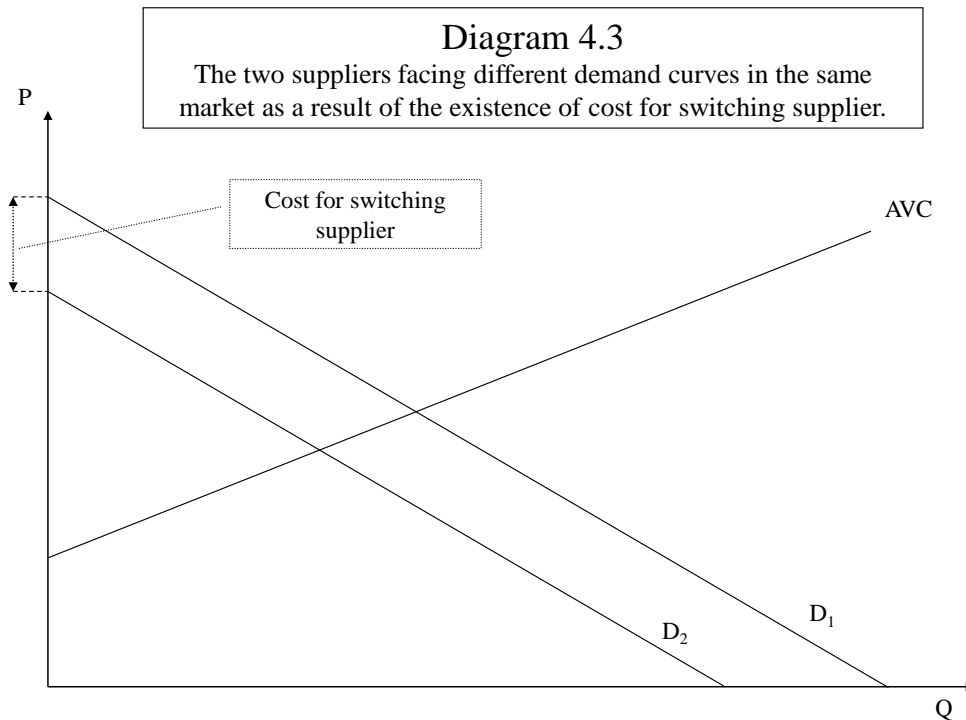 Diagram 4.3
The two suppliers facing different demand curves in the same
market as a result of the existence of cost for switching supplier.
P
Cost for switching
supplier
AVC
D₁
D₂
Q